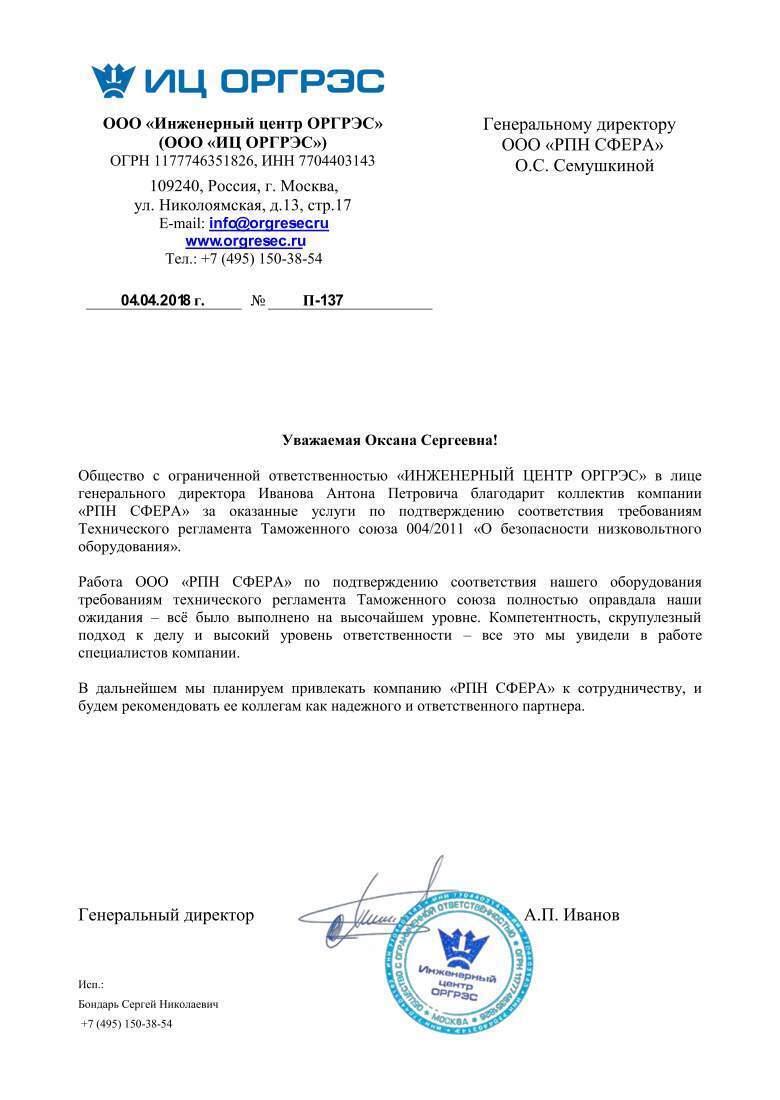 ИЦ ОРГРЭС
ООО «Инженерный центр ОРГРЭС»
(ООО «ИЦ ОРГРЭС»)
ОГРН 1177746351826, ИНН 7704403143
109240, Россия, г. Москва,
ул. Николоямская, д.13, стр.17
E-mail: info@orgresec.ru
www.orgresec.ru
Тел.: +7 (495) 150-38-54
04.04.2018 г. № П-137
Генеральному директору
ООО «РПН СФЕРА»
О.С. Семушкиной
Уважаемая Оксана Сергеевна!
Общество с ограниченной ответственностью «ИНЖЕНЕРНЫЙ ЦЕНТР ОРГРЭС» в лице
генерального директора Иванова Антона Петровича благодарит коллектив компании
«РПН СФЕРА» за оказанные услуги по подтверждению соответствия требованиям
Технического регламента Таможенного союза 004/2011 «О безопасности низковольтного
оборудования».
Работа ООО «РПН СФЕРА» по подтверждению соответствия нашего оборудования
требованиям технического регламента Таможенного союза полностью оправдала наши
ожидания – всё было выполнено на высочайшем уровне. Компетентность, скрупулезный
подход к делу и высокий уровень ответственности – все это мы увидели в работе
специалистов компании.
В дальнейшем мы планируем привлекать компанию «РПН СФЕРА» к сотрудничеству, и
будем рекомендовать ее коллегам как надежного и ответственного партнера.
Генеральный директор
А.П. Иванов
ОБЩЕСТВО С ОГРАНИЧЕННОЙ ОТВЕТСТВЕННОСТЬЮ * ОГРН 1177746351826
* МОСКВА *
Инженерный
центр
ОРГРЭС
Исп.:
Бондарь Сергей Николаевич
+7 (495) 150-38-54